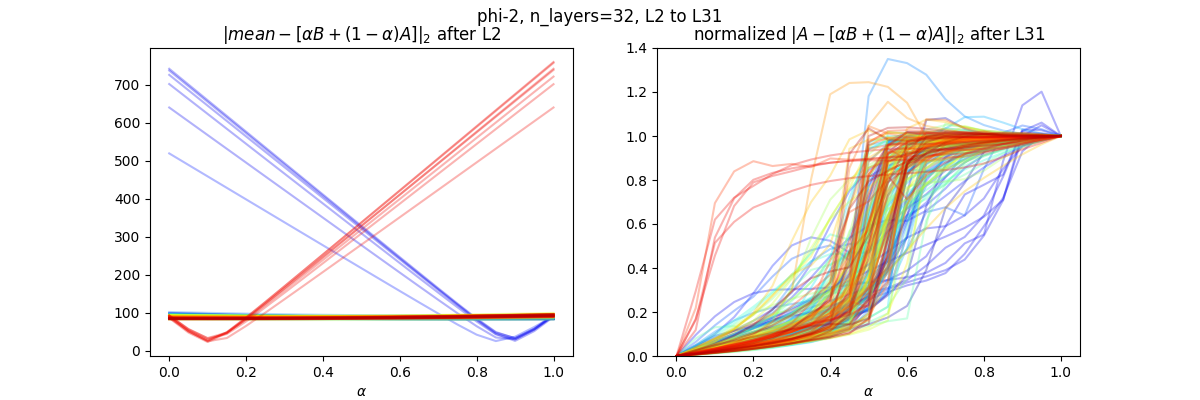 phi-2, n_layers=32, L2 to L31
|mean − [αB + (1 − α)A]|₂ after L2
normalized |A − [αB + (1 − α)A]|₂ after L31
700
600
500
400
300
200
100
0
0.0 0.2 0.4 0.6 0.8 1.0
α
1.4
1.2
1.0
0.8
0.6
0.4
0.2
0.0
0.0 0.2 0.4 0.6 0.8 1.0
α